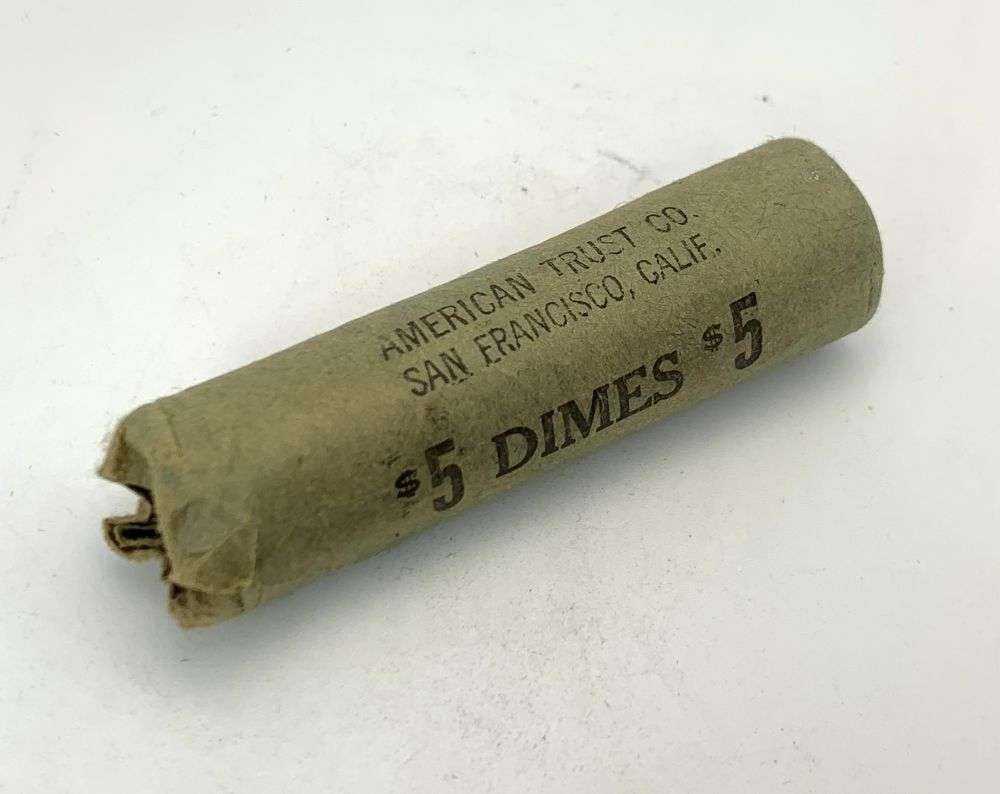 AMERICAN TRUST CO.
SAN FRANCISCO, CALIF.
$5 DIMES $5